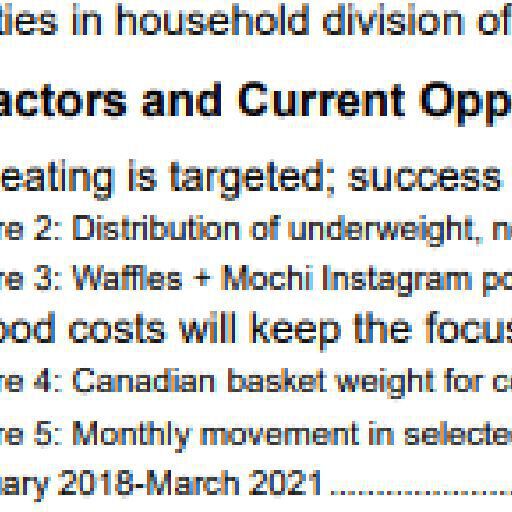 ties in household division of
actors and Current Opp
eating is targeted; success
re 2: Distribution of underweight, n
re 3: Waffles + Mochi Instagram po
ood costs will keep the focus
re 4: Canadian basket weight for c
re 5: Monthly movement in selecte
uary 2018-March 2021......................